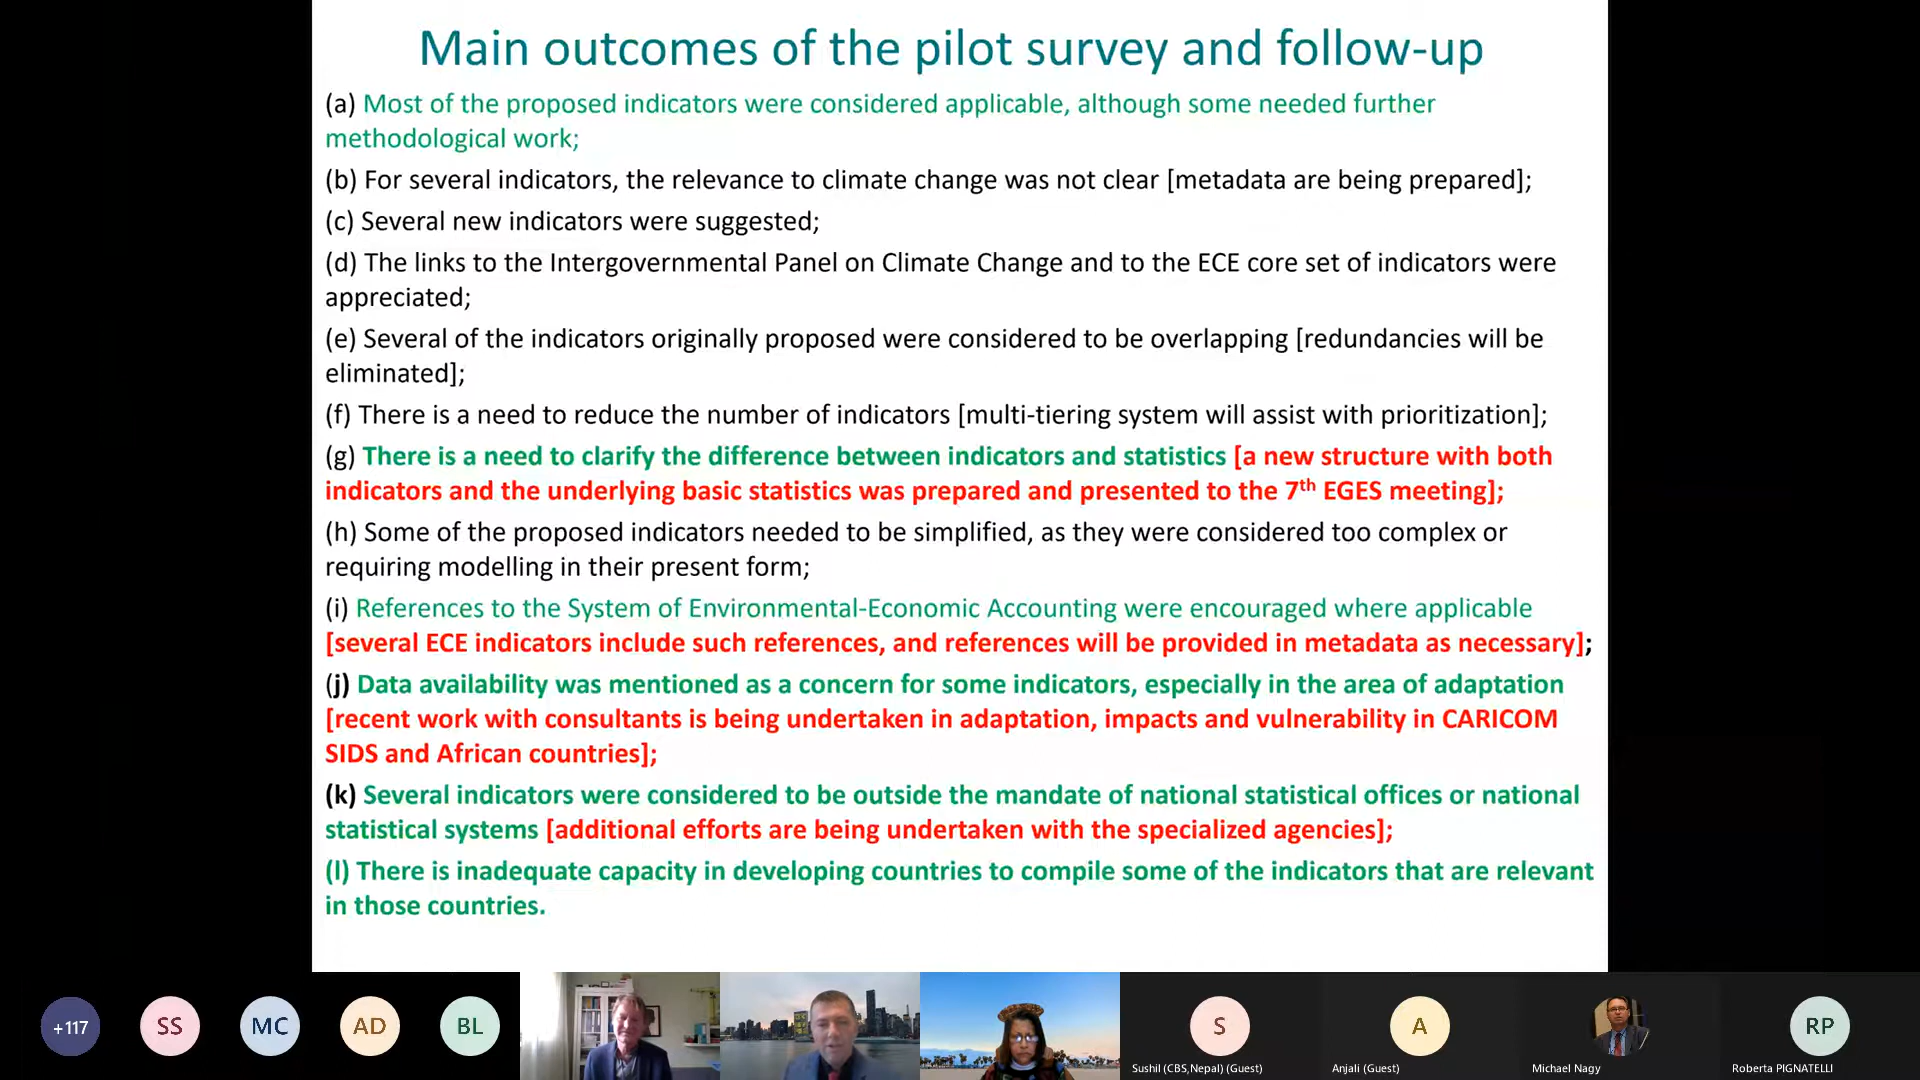 Main outcomes of the pilot survey and follow-up
(a) Most of the proposed indicators were considered applicable, although some needed further
methodological work;
(b) For several indicators, the relevance to climate change was not clear [metadata are being prepared];
(c) Several new indicators were suggested;
(d) The links to the Intergovernmental Panel on Climate Change and to the ECE core set of indicators were
appreciated;
(e) Several of the indicators originally proposed were considered to be overlapping [redundancies will be
eliminated];
(f) There is a need to reduce the number of indicators [multi-tiering system will assist with prioritization];
(g) There is a need to clarify the difference between indicators and statistics [a new structure with both
indicators and the underlying basic statistics was prepared and presented to the 7th EGES meeting];
(h) Some of the proposed indicators needed to be simplified, as they were considered too complex or
requiring modelling in their present form;
(i) References to the System of Environmental-Economic Accounting were encouraged where applicable
[several ECE indicators include such references, and references will be provided in metadata as necessary];
(j) Data availability was mentioned as a concern for some indicators, especially in the area of adaptation
[recent work with consultants is being undertaken in adaptation, impacts and vulnerability in CARICOM
SIDS and African countries];
(k) Several indicators were considered to be outside the mandate of national statistical offices or national
statistical systems [additional efforts are being undertaken with the specialized agencies];
(l) There is inadequate capacity in developing countries to compile some of the indicators that are relevant
in those countries.
+117 SS MC AD BL S A RP
Sushil (CBS,Nepal) (Guest) Anjali (Guest) Michael Nagy Roberta PIGNATELLI